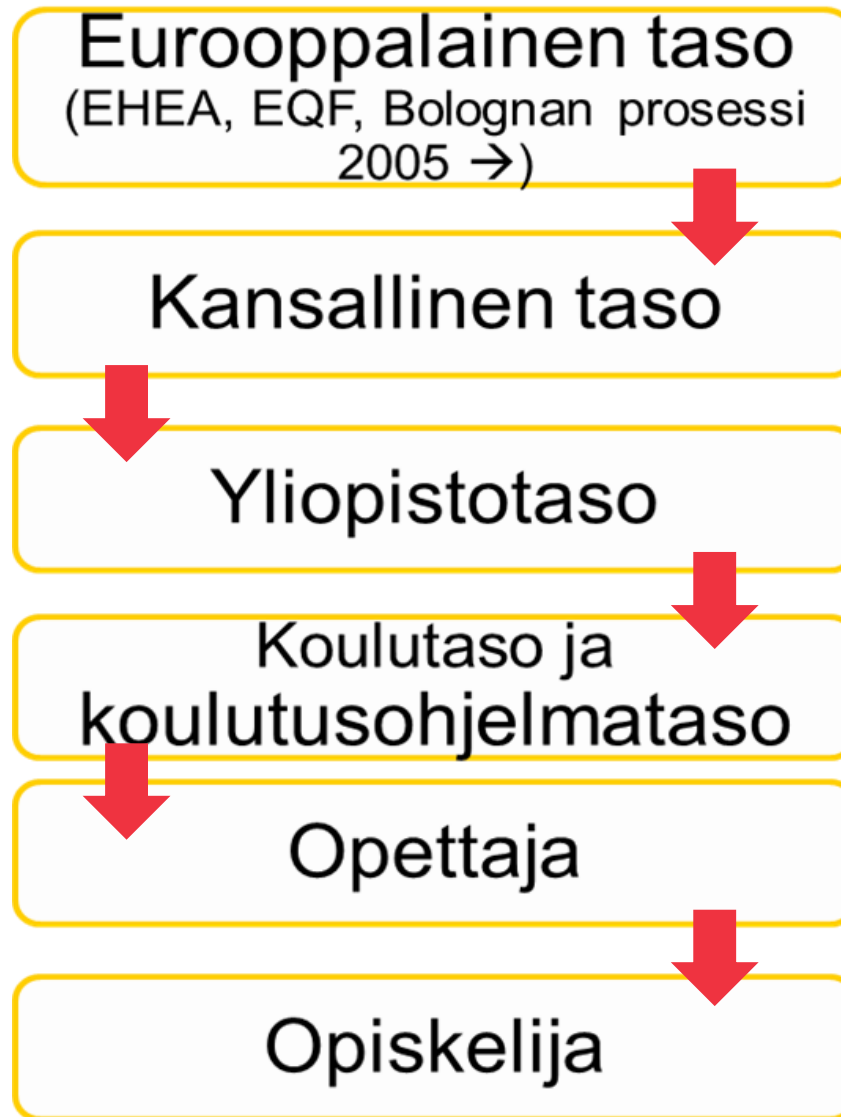 Eurooppalainen taso
(EHEA, EQF, Bolognan prosessi
2005 →)
Kansallinen taso
Yliopistotaso
Koulutaso ja
koulutusohjelmataso
Opettaja
Opiskelija